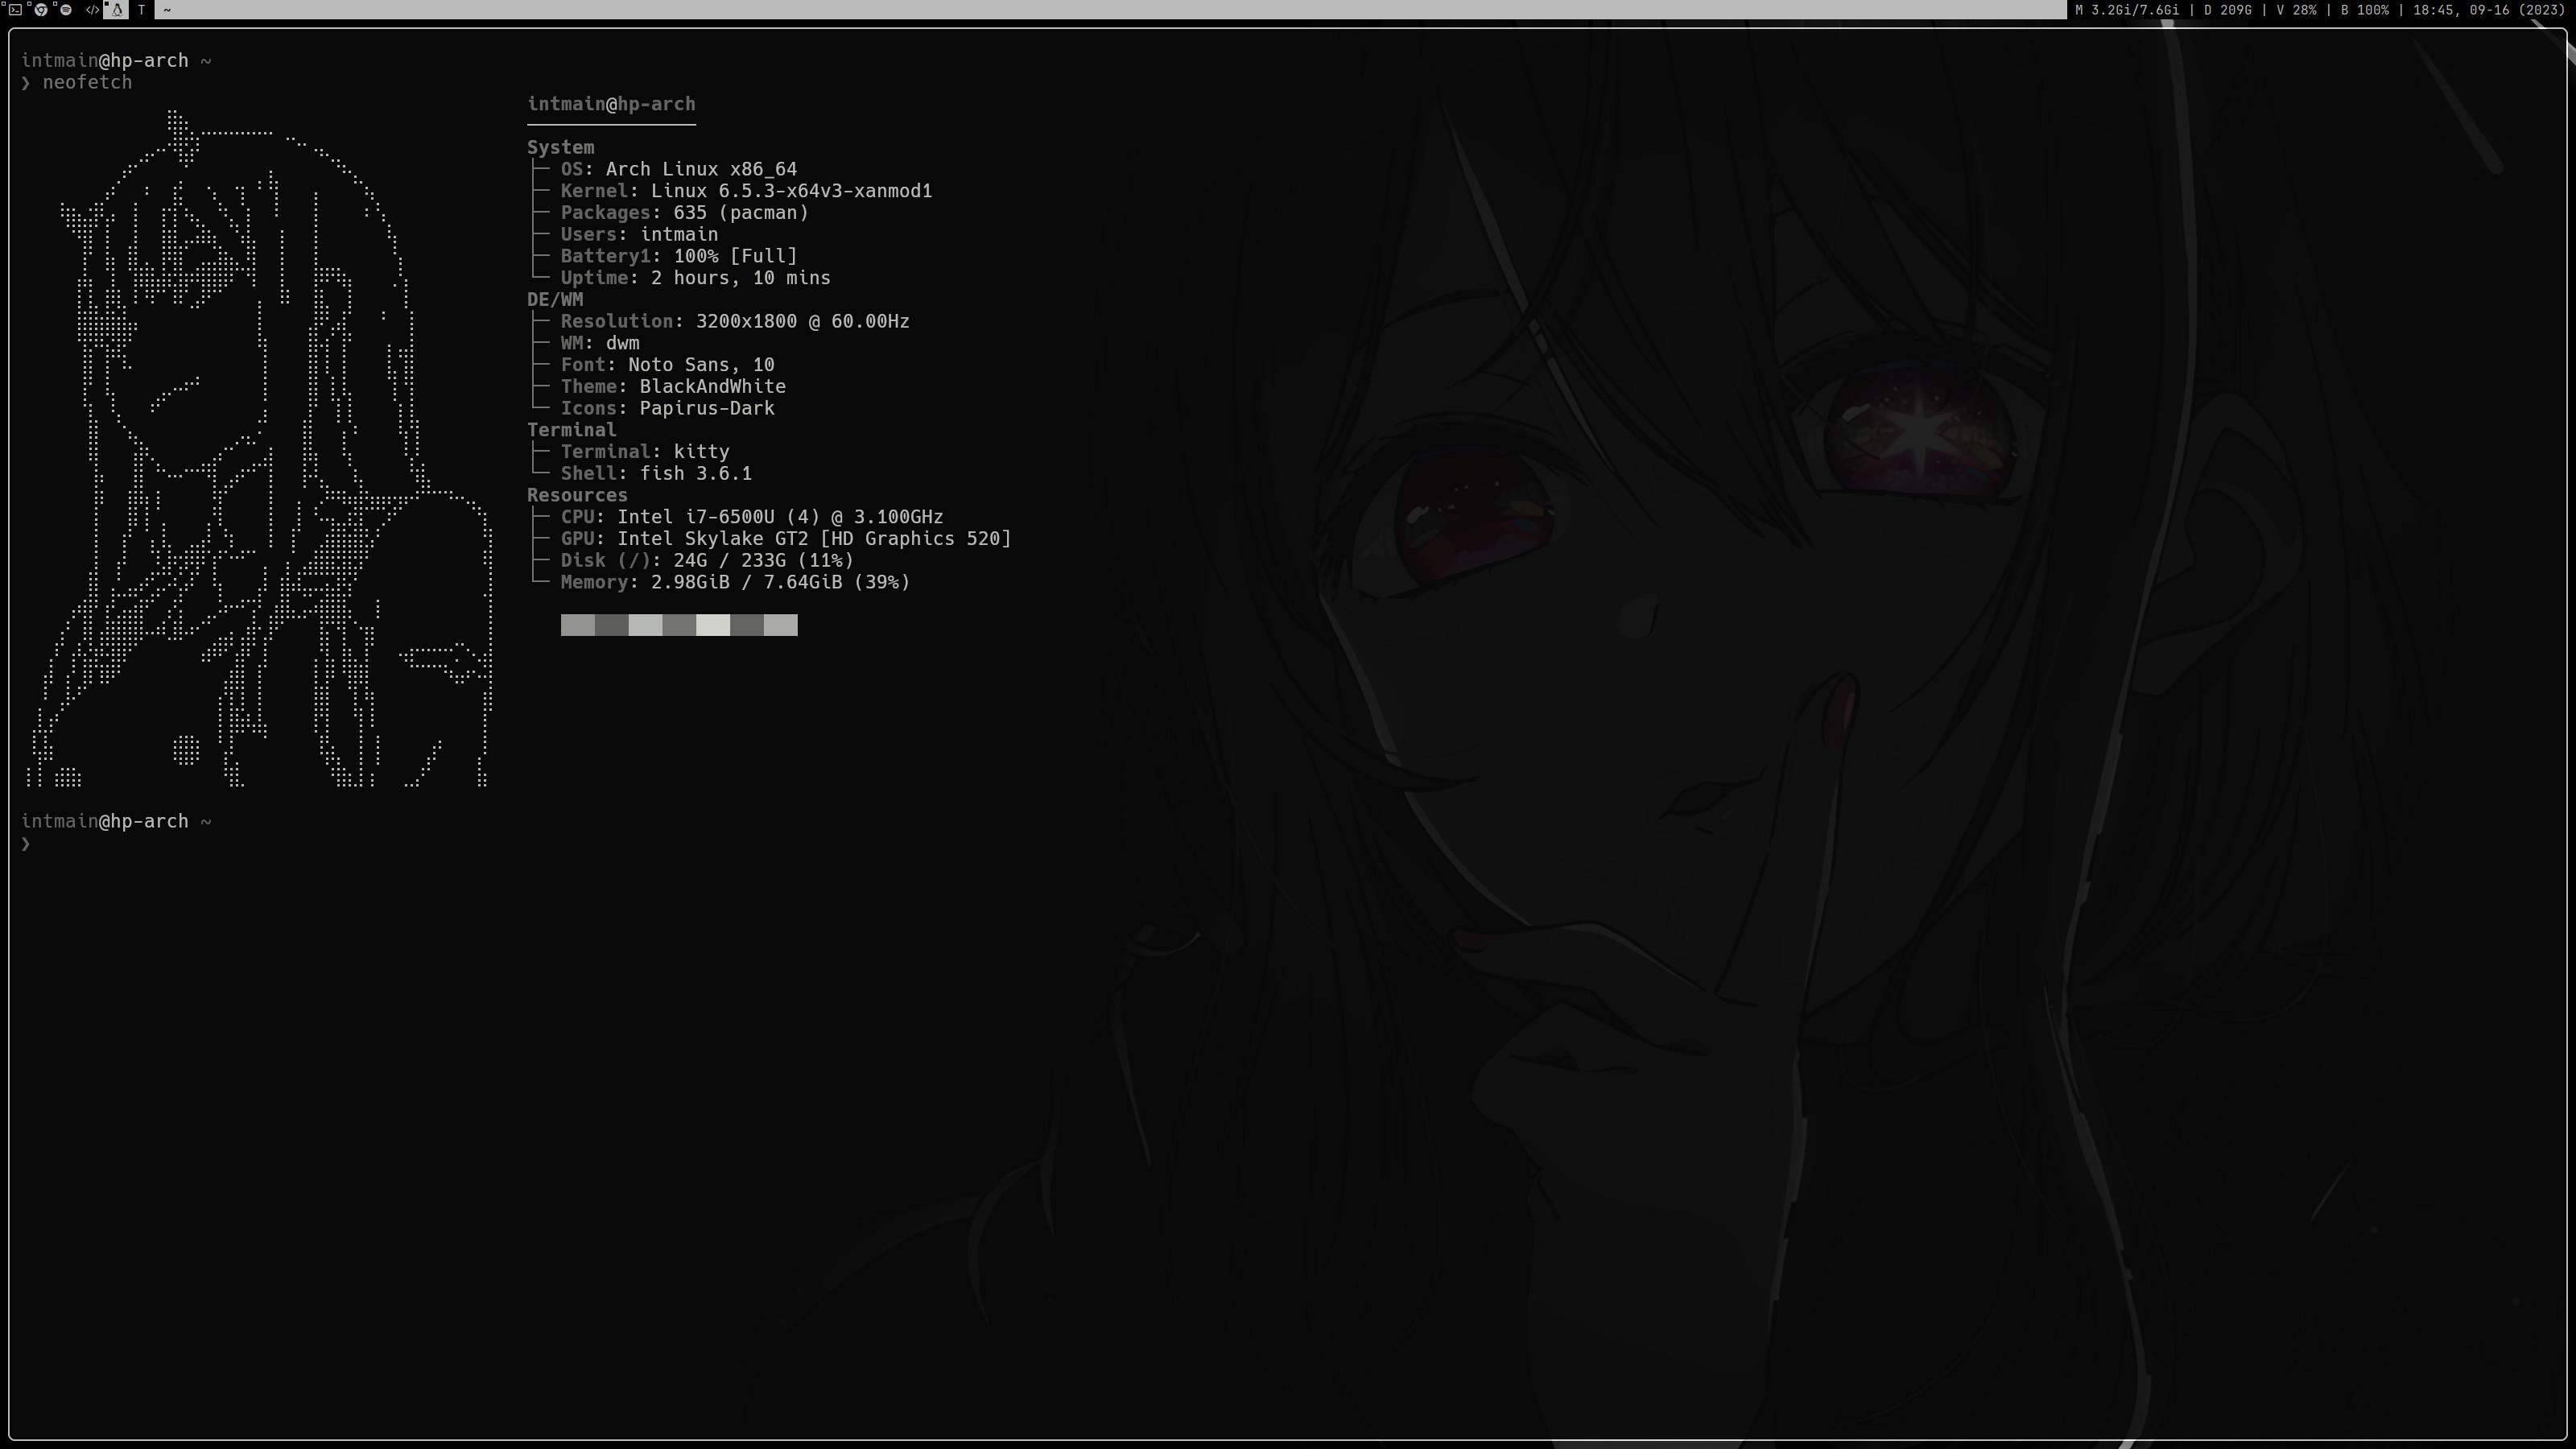 </> T ~ M 3.2Gi/7.6Gi | D 209G | V 28% | B 100% | 18:45, 09-16 (2023)
intmain@hp-arch ~
❯ neofetch
intmain@hp-arch
System
├─ OS: Arch Linux x86_64
├─ Kernel: Linux 6.5.3-x64v3-xanmod1
├─ Packages: 635 (pacman)
├─ Users: intmain
├─ Battery1: 100% [Full]
└─ Uptime: 2 hours, 10 mins
DE/WM
├─ Resolution: 3200x1800 @ 60.00Hz
├─ WM: dwm
├─ Font: Noto Sans, 10
├─ Theme: BlackAndWhite
└─ Icons: Papirus-Dark
Terminal
├─ Terminal: kitty
└─ Shell: fish 3.6.1
Resources
├─ CPU: Intel i7-6500U (4) @ 3.100GHz
├─ GPU: Intel Skylake GT2 [HD Graphics 520]
├─ Disk (/): 24G / 233G (11%)
└─ Memory: 2.98GiB / 7.64GiB (39%)
intmain@hp-arch ~
❯